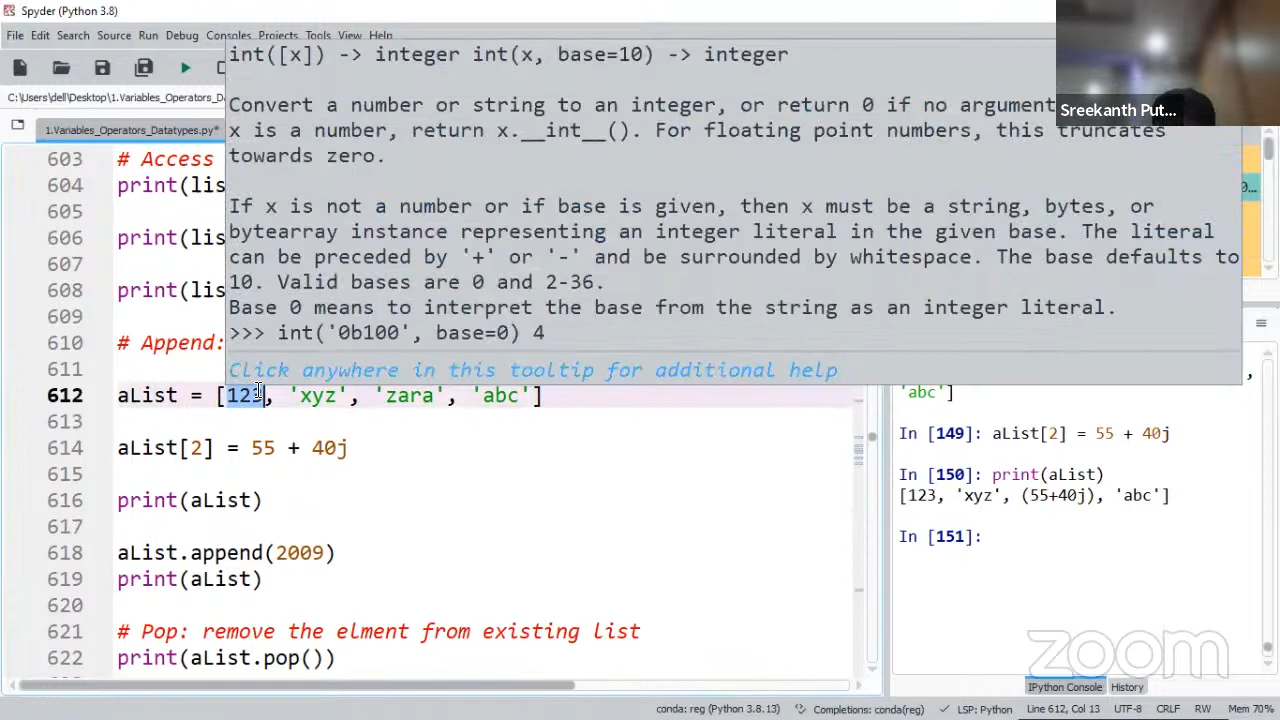 Spyder (Python 3.8)
File Edit Search Source Run Debug Consoles Projects Tools View Help
C:\Users\dell\Desktop\1.Variables_Operators_D
1.Variables_Operators_Datatypes.py*
int([x]) -> integer int(x, base=10) -> integer
Convert a number or string to an integer, or return 0 if no argument
x is a number, return x.__int__(). For floating point numbers, this truncates
towards zero.
If x is not a number or if base is given, then x must be a string, bytes, or
bytearray instance representing an integer literal in the given base. The literal
can be preceded by '+' or '-' and be surrounded by whitespace. The base defaults to
10. Valid bases are 0 and 2-36.
Base 0 means to interpret the base from the string as an integer literal.
>>> int('0b100', base=0) 4
Click anywhere in this tooltip for additional help
Sreekanth Put...
603 # Access
604 print(lis
605
606 print(lis
607
608 print(lis
609
610 # Append:
611
612 aList = [123, 'xyz', 'zara', 'abc']
613
614 aList[2] = 55 + 40j
615
616 print(aList)
617
618 aList.append(2009)
619 print(aList)
620
621 # Pop: remove the elment from existing list
622 print(aList.pop())
'abc']
In [149]: aList[2] = 55 + 40j
In [150]: print(aList)
[123, 'xyz', (55+40j), 'abc']
In [151]:
zoom
IPython Console History
conda: reg (Python 3.8.13) Completions: conda(reg) LSP: Python Line 612, Col 13 UTF-8 CRLF RW Mem 70%